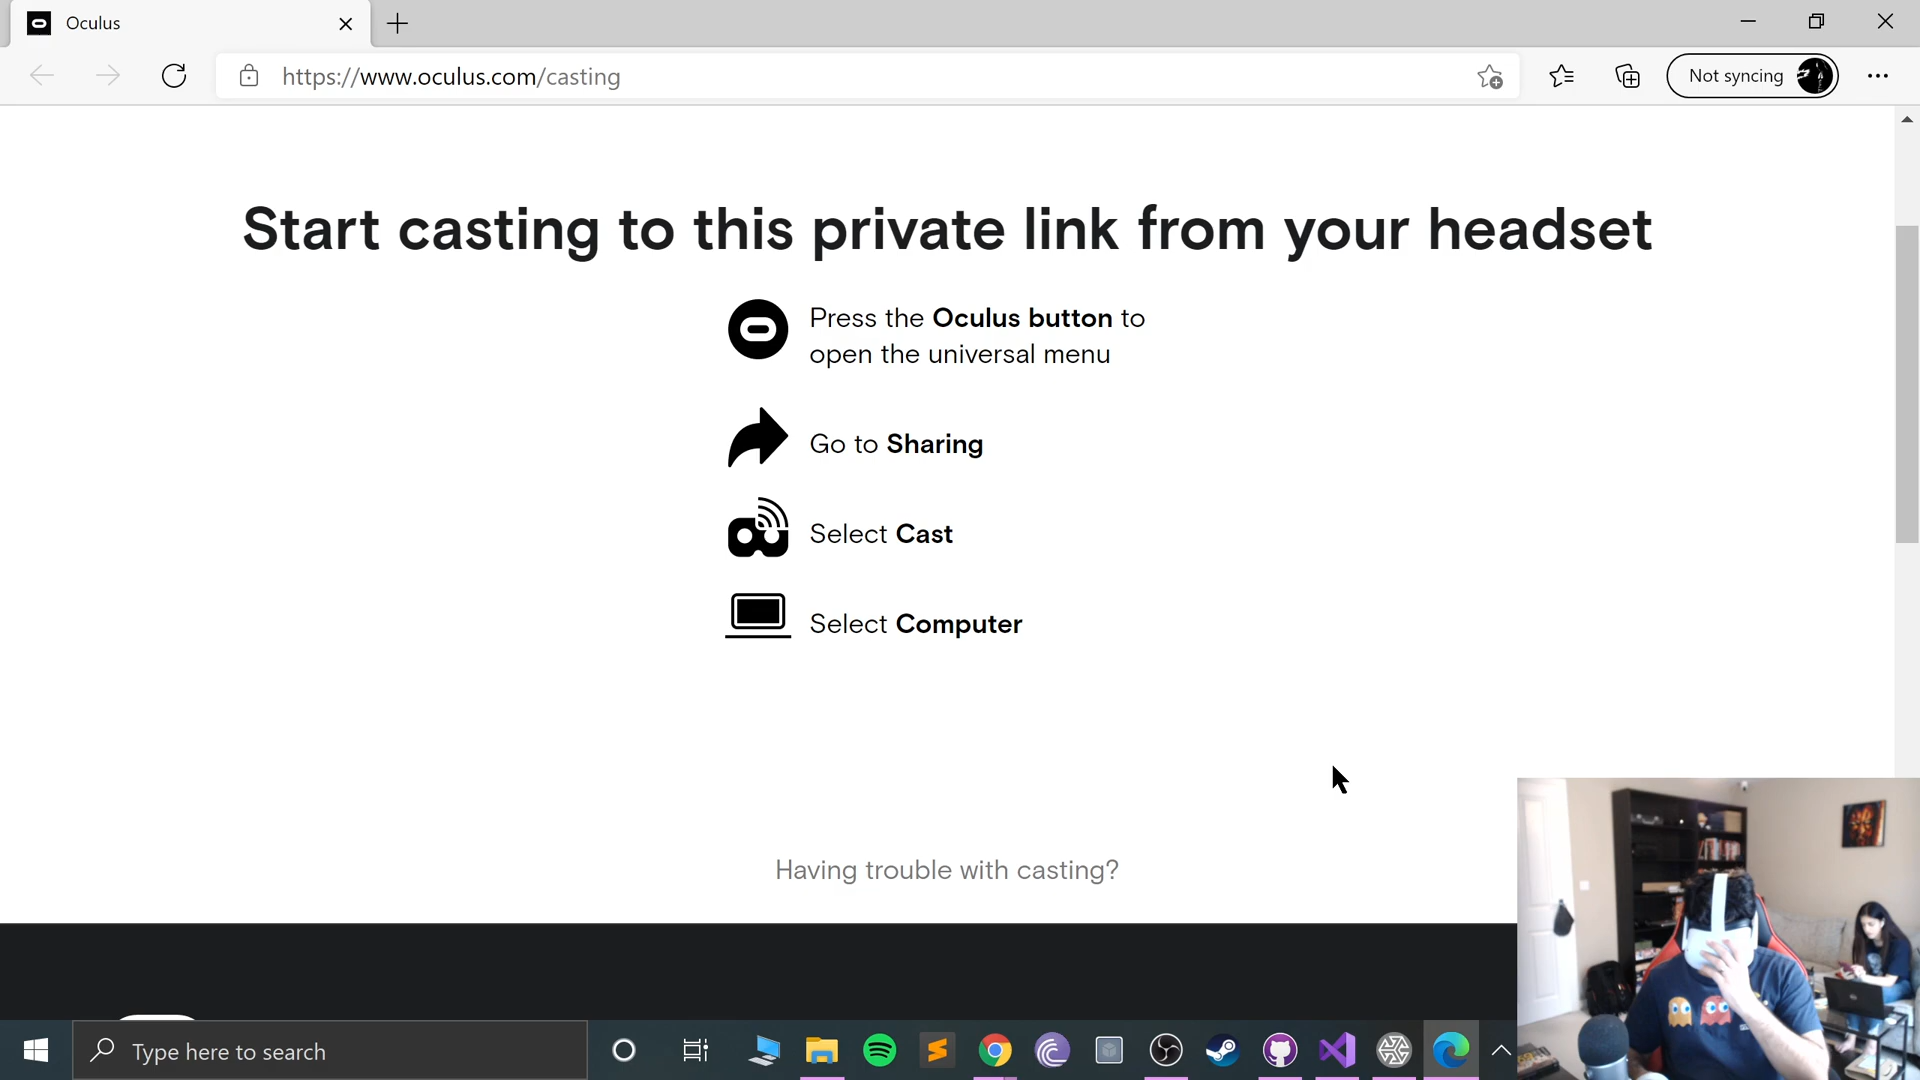 Oculus
https://www.oculus.com/casting
Not syncing
Start casting to this private link from your headset
Press the Oculus button to
open the universal menu
Go to Sharing
Select Cast
Select Computer
Having trouble with casting?
Type here to search